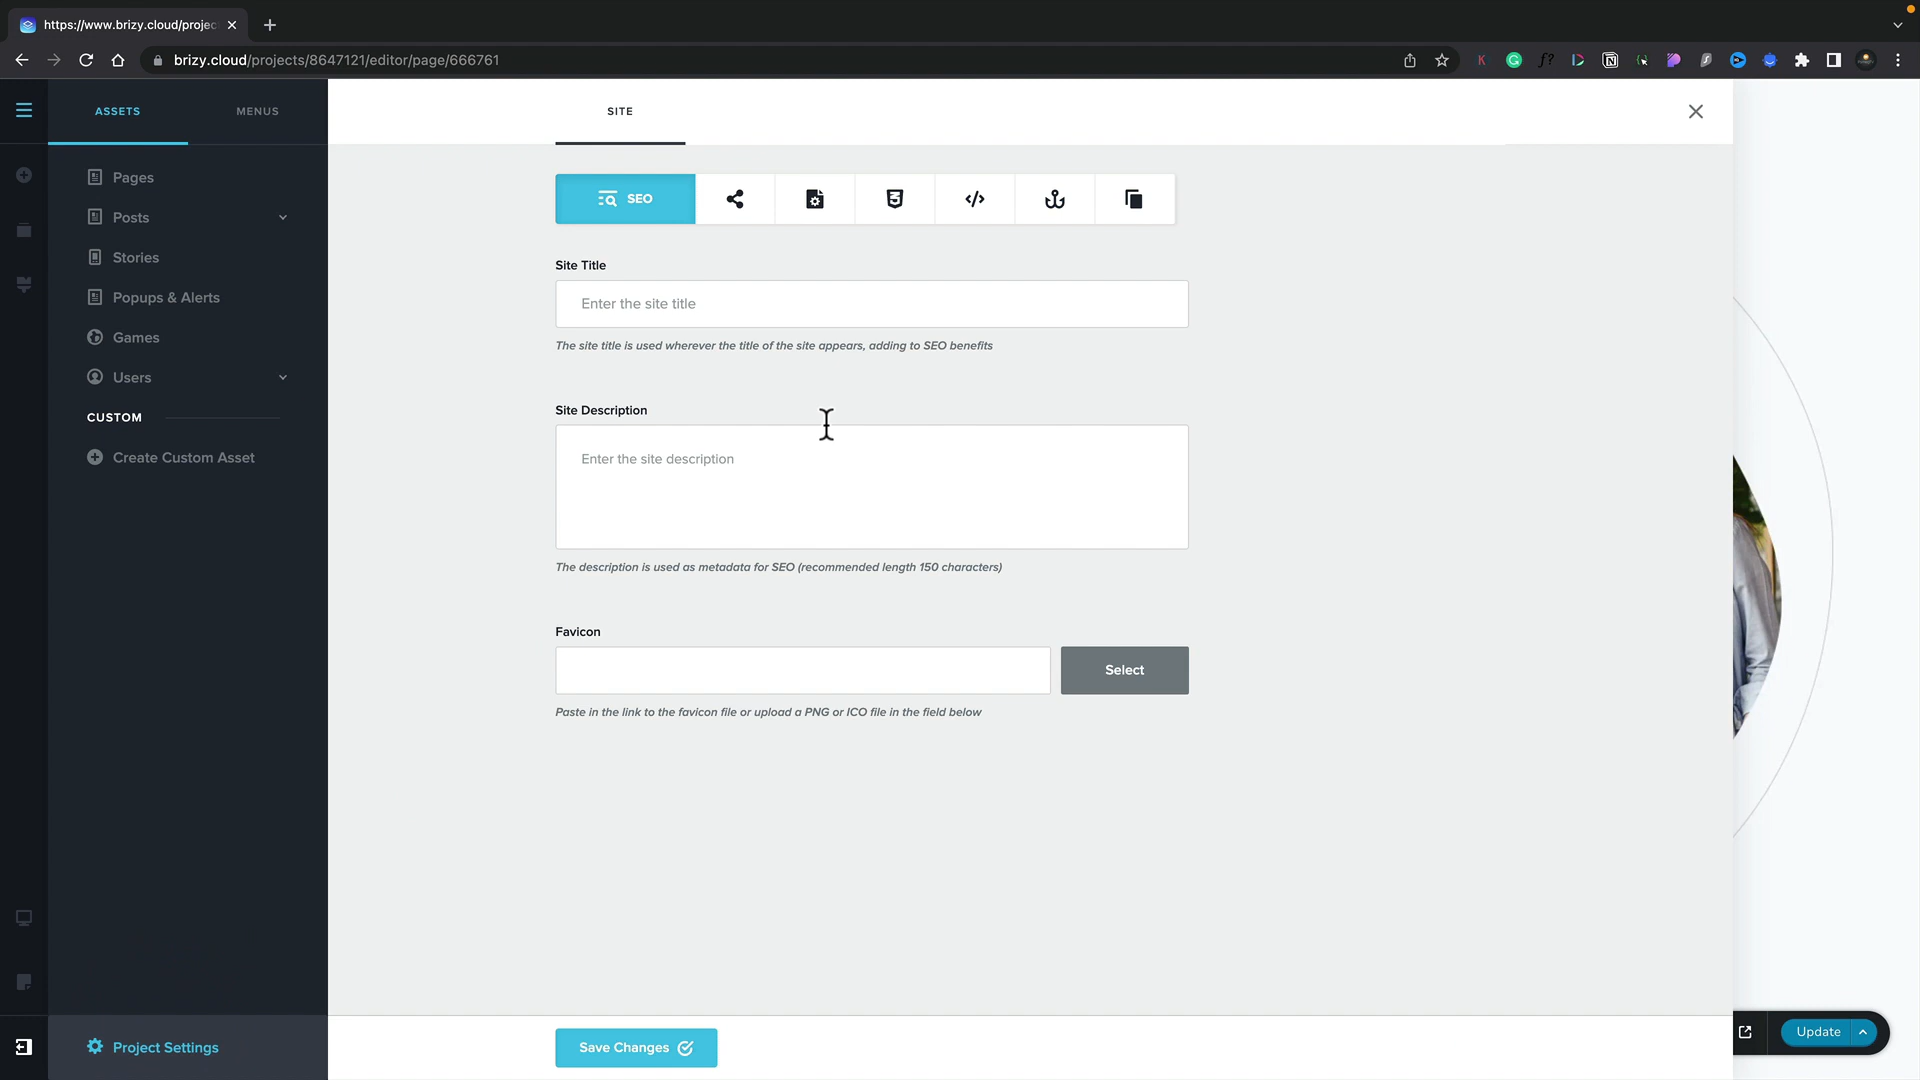 https://www.brizy.cloud/projec
brizy.cloud/projects/8647121/editor/page/666761
ASSETS
MENUS
SITE
Pages
Posts
Stories
Popups & Alerts
Games
Users
CUSTOM
Create Custom Asset
Project Settings
SEO
Site Title
Enter the site title
The site title is used wherever the title of the site appears, adding to SEO benefits
Site Description
Enter the site description
The description is used as metadata for SEO (recommended length 150 characters)
Favicon
Select
Paste in the link to the favicon file or upload a PNG or ICO file in the field below
Save Changes
Update